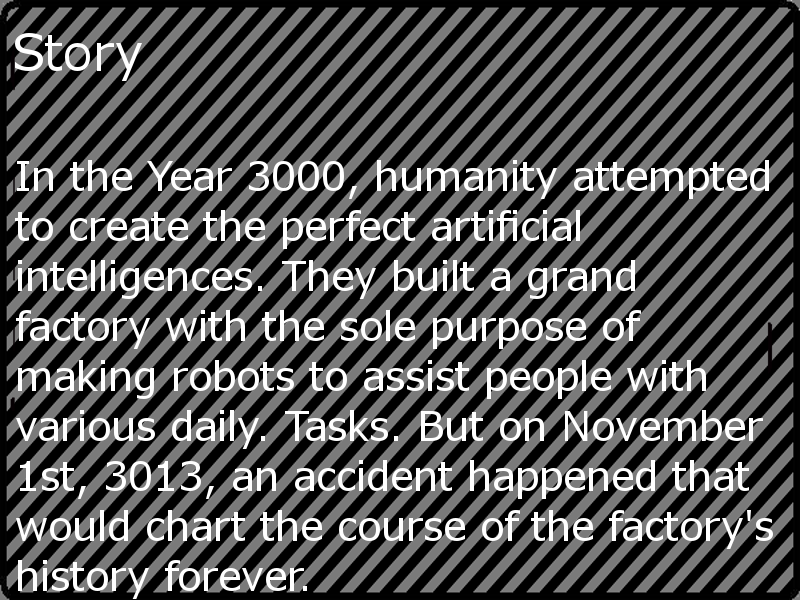 Story
In the Year 3000, humanity attempted
to create the perfect artificial
intelligences. They built a grand
factory with the sole purpose of
making robots to assist people with
various daily. Tasks. But on November
1st, 3013, an accident happened that
would chart the course of the factory's
history forever.